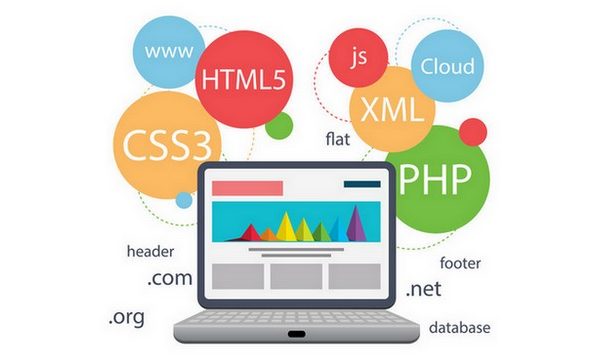 www
HTML5
CSS3
js
Cloud
XML
flat
PHP
header
.com
.org
footer
.net
database